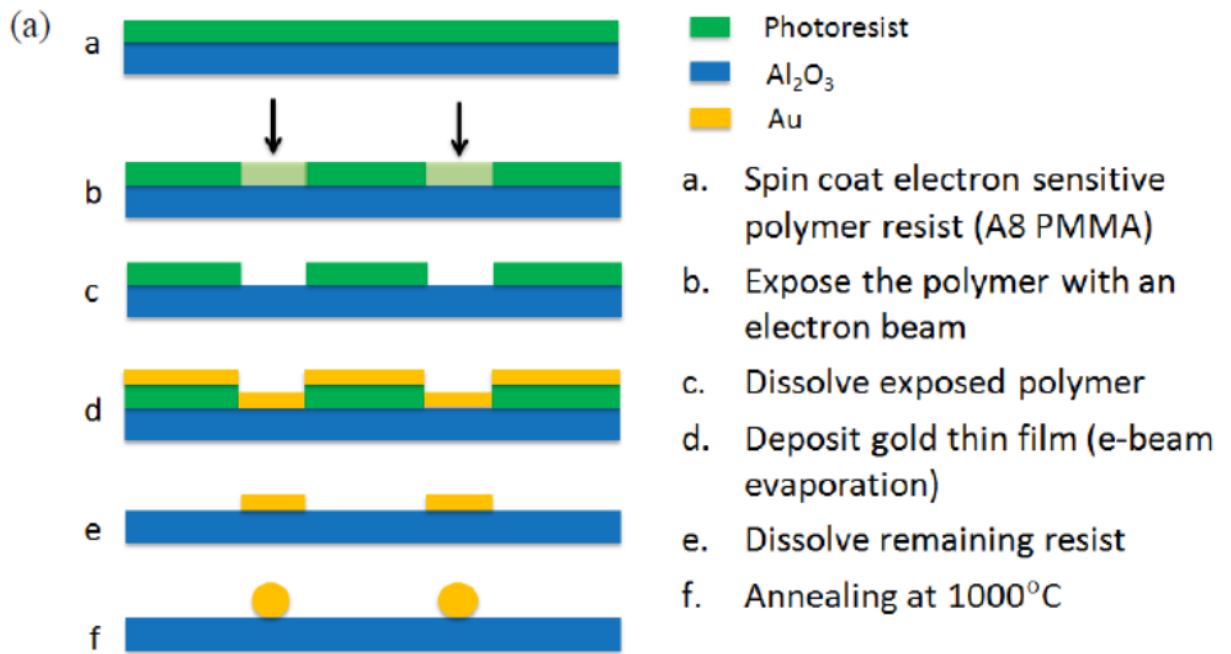 (a)
a
b
c
d
e
f
Photoresist
Al₂O₃
Au
a. Spin coat electron sensitive
polymer resist (A8 PMMA)
b. Expose the polymer with an
electron beam
c. Dissolve exposed polymer
d. Deposit gold thin film (e-beam
evaporation)
e. Dissolve remaining resist
f. Annealing at 1000°C